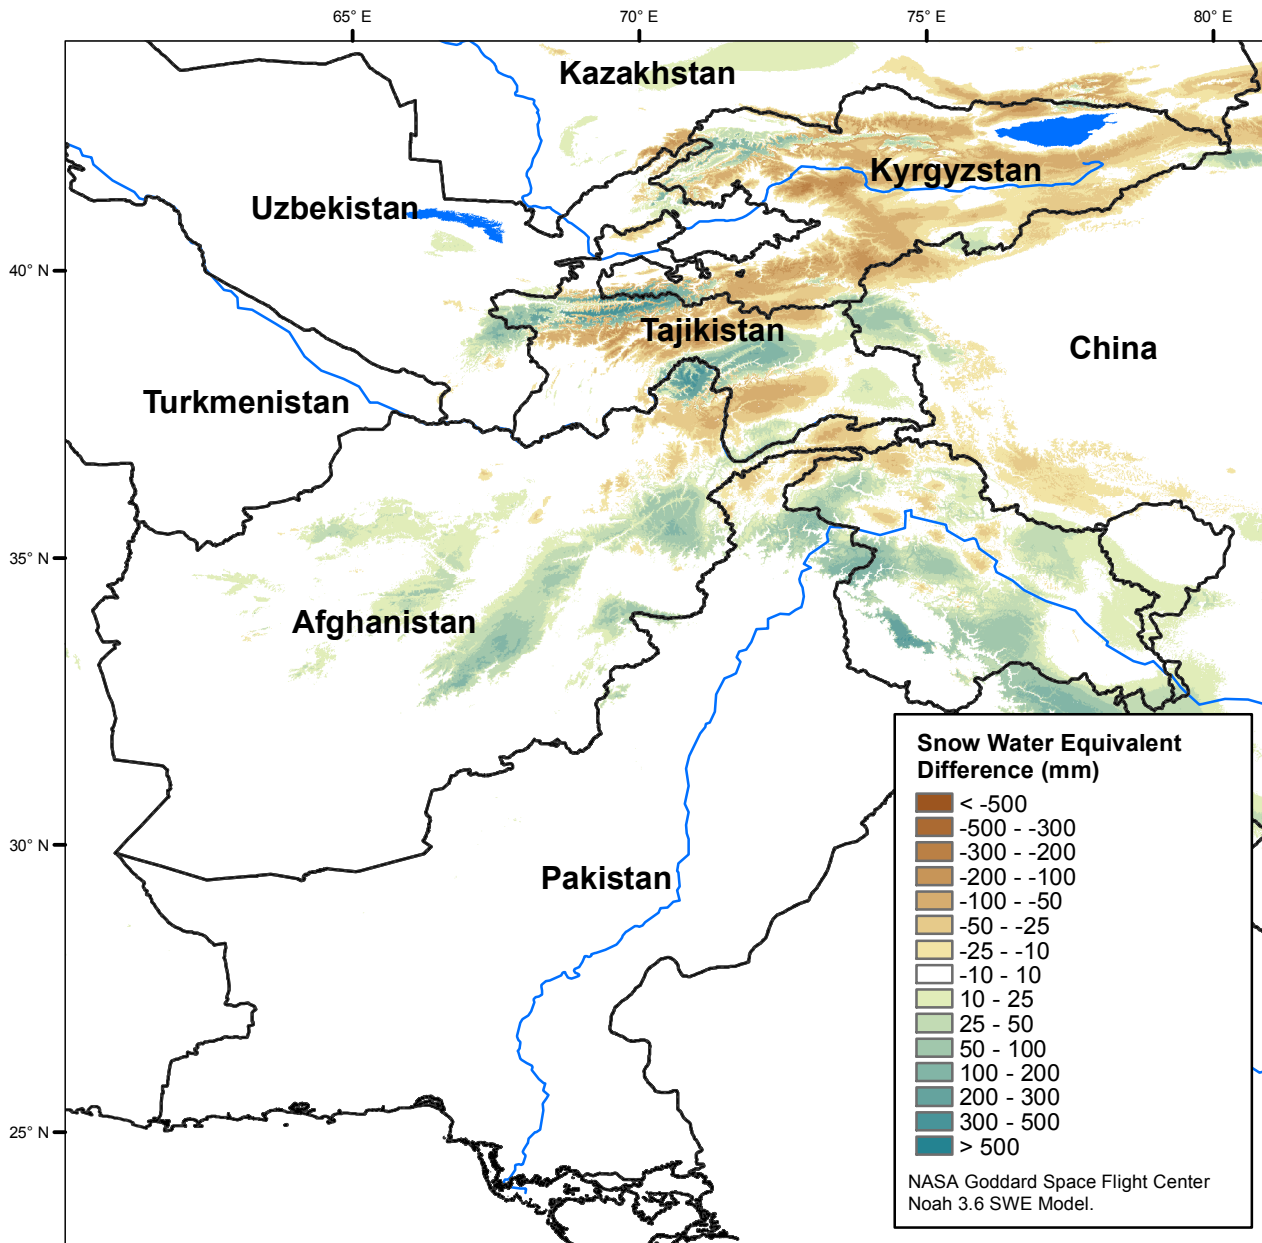 65° E
70° E
75° E
80° E
Kazakhstan
Kyrgyzstan
Uzbekistan
40° N
Tajikistan
China
Turkmenistan
35° N
Afghanistan
30° N
Pakistan
25° N
Snow Water Equivalent
Difference (mm)
< -500
-500 - -300
-300 - -200
-200 - -100
-100 - -50
-50 - -25
-25 - -10
-10 - 10
10 - 25
25 - 50
50 - 100
100 - 200
200 - 300
300 - 500
> 500
NASA Goddard Space Flight Center
Noah 3.6 SWE Model.